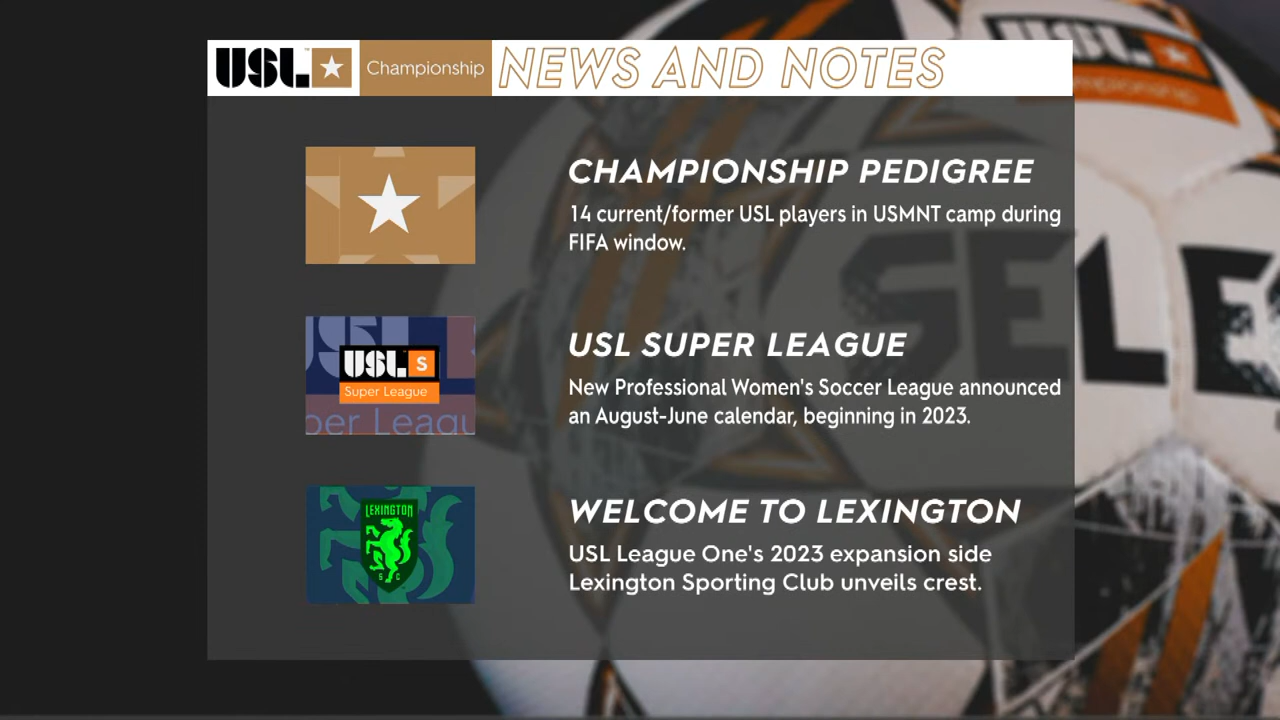 USL Championship NEWS AND NOTES
CHAMPIONSHIP PEDIGREE
14 current/former USL players in USMNT camp during
FIFA window.
USL S
Super League
USL SUPER LEAGUE
New Professional Women's Soccer League announced
an August-June calendar, beginning in 2023.
LEXINGTON
S C
WELCOME TO LEXINGTON
USL League One's 2023 expansion side
Lexington Sporting Club unveils crest.
USL
SELE